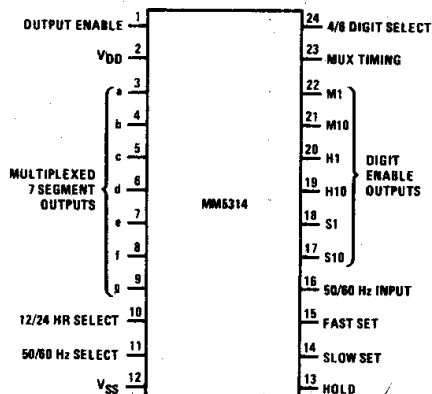 OUTPUT ENABLE 1
VDD 2
a 3
b 4
c 5
MULTIPLEXED
7 SEGMENT
OUTPUTS
d 6
e 7
f 8
g 9
12/24 HR SELECT 10
50/60 Hz SELECT 11
VSS 12
MM5314
24 4/6 DIGIT SELECT
23 MUX TIMING
22 M1
21 M10
20 H1
DIGIT
ENABLE
OUTPUTS
19 H10
18 S1
17 S10
16 50/60 Hz INPUT
15 FAST SET
14 SLOW SET
13 HOLD